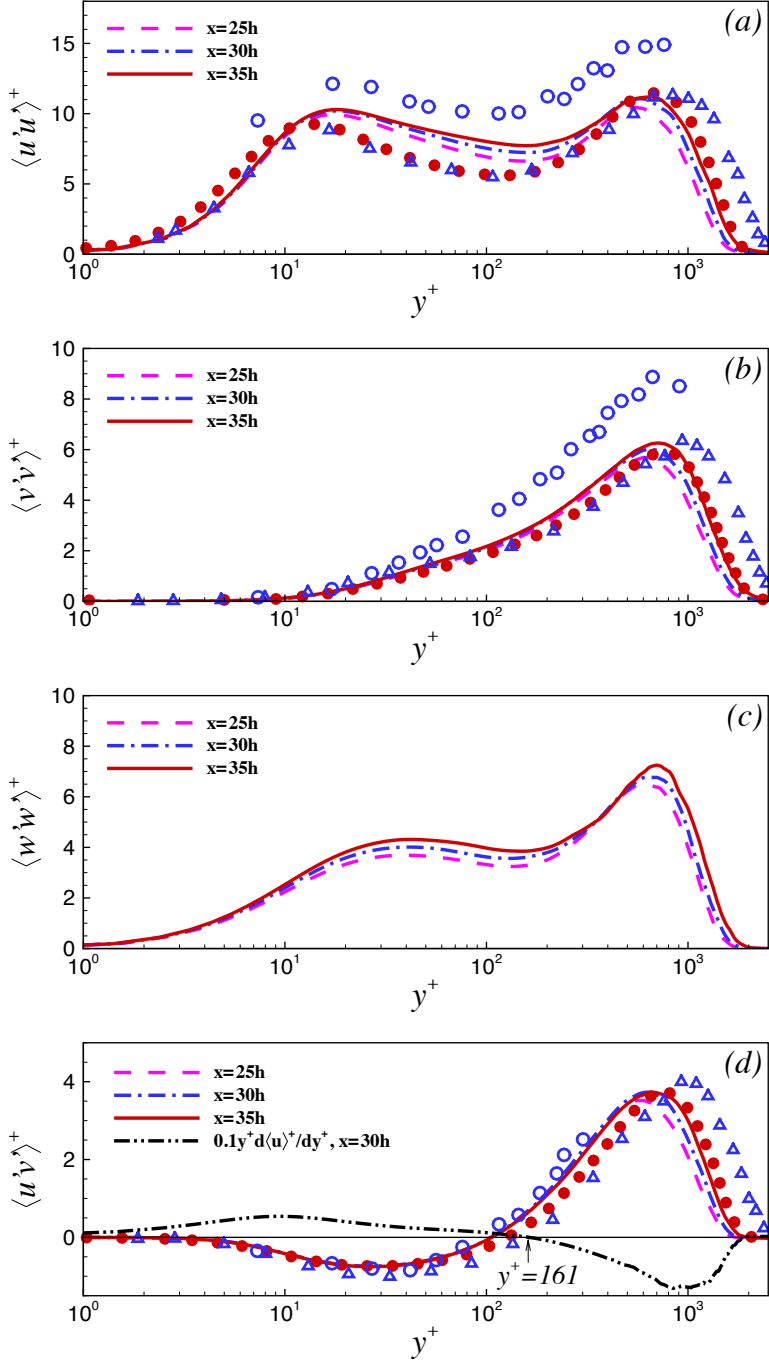 (a)
x=25h
x=30h
x=35h
⟨u'u'⟩⁺
15
10
5
0
10⁰ 10¹ 10² 10³
y⁺
(b)
x=25h
x=30h
x=35h
⟨v'v'⟩⁺
10
8
6
4
2
0
10⁰ 10¹ 10² 10³
y⁺
(c)
x=25h
x=30h
x=35h
⟨w'w'⟩⁺
10
8
6
4
2
0
10⁰ 10¹ 10² 10³
y⁺
(d)
x=25h
x=30h
x=35h
0.1y⁺d⟨u⟩⁺/dy⁺, x=30h
⟨u'v'⟩⁺
4
2
0
y⁺=161
10⁰ 10¹ 10² 10³
y⁺